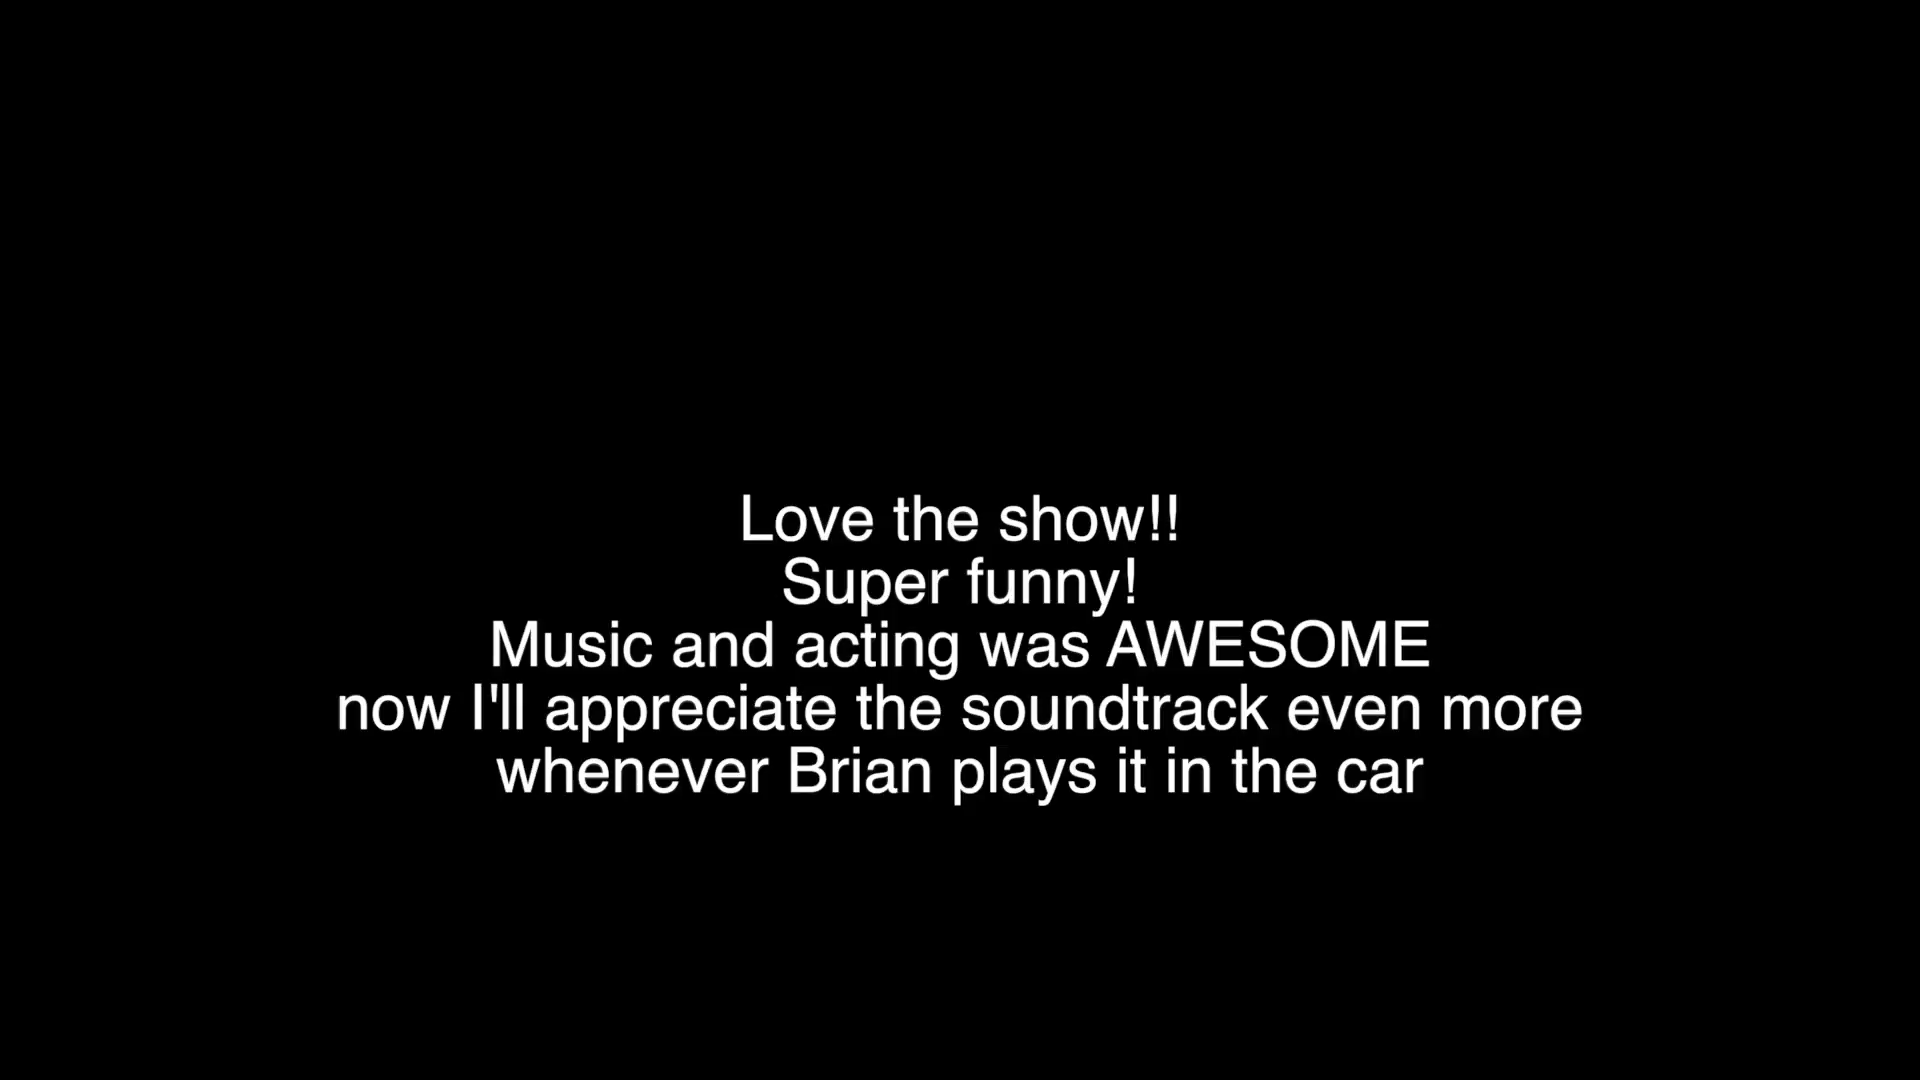 Love the show!!
Super funny!
Music and acting was AWESOME
now I'll appreciate the soundtrack even more
whenever Brian plays it in the car